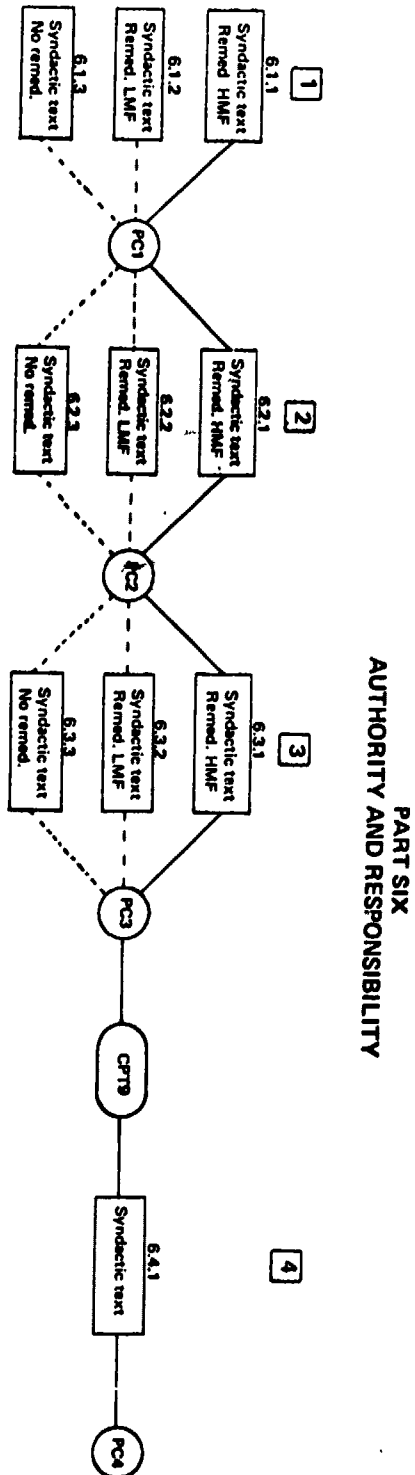 PART SIX
AUTHORITY AND RESPONSIBILITY
1
6.1.1
Syndactic text
Remed HMF
6.1.2
Syndactic text
Remed. LMF
6.1.3
Syndactic text
No remed.
PC1
2
6.2.1
Syndactic text
Remed. HMF
6.2.2
Syndactic text
Remed. LMF
6.2.3
Syndactic text
No remed.
PC2
3
6.3.1
Syndactic text
Remed. HMF
6.3.2
Syndactic text
Remed. LMF
6.3.3
Syndactic text
No remed.
PC3
CPT9
4
6.4.1
Syndactic text
PC4